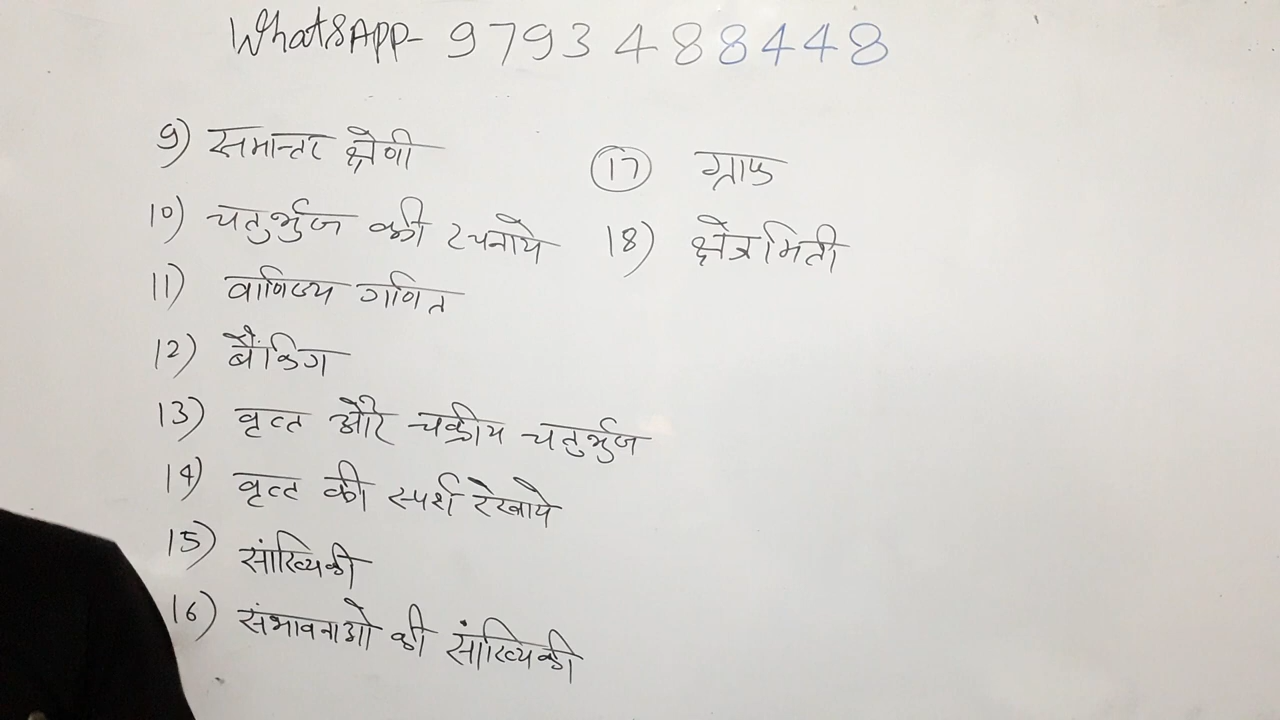 WhatsApp- 9793488448
9) समान्तर श्रेणी
10) चतुर्भुज की रचनाये
11) वाणिज्य गणित
12) बैंकिग
13) वृत्त और चक्रीय चतुर्भुज
14) वृत्त की स्पर्श रेखाये
15) सांख्यिकी
16) संभावनाओ की सांख्यिकी
17 ग्राफ
18) क्षेत्रमिती